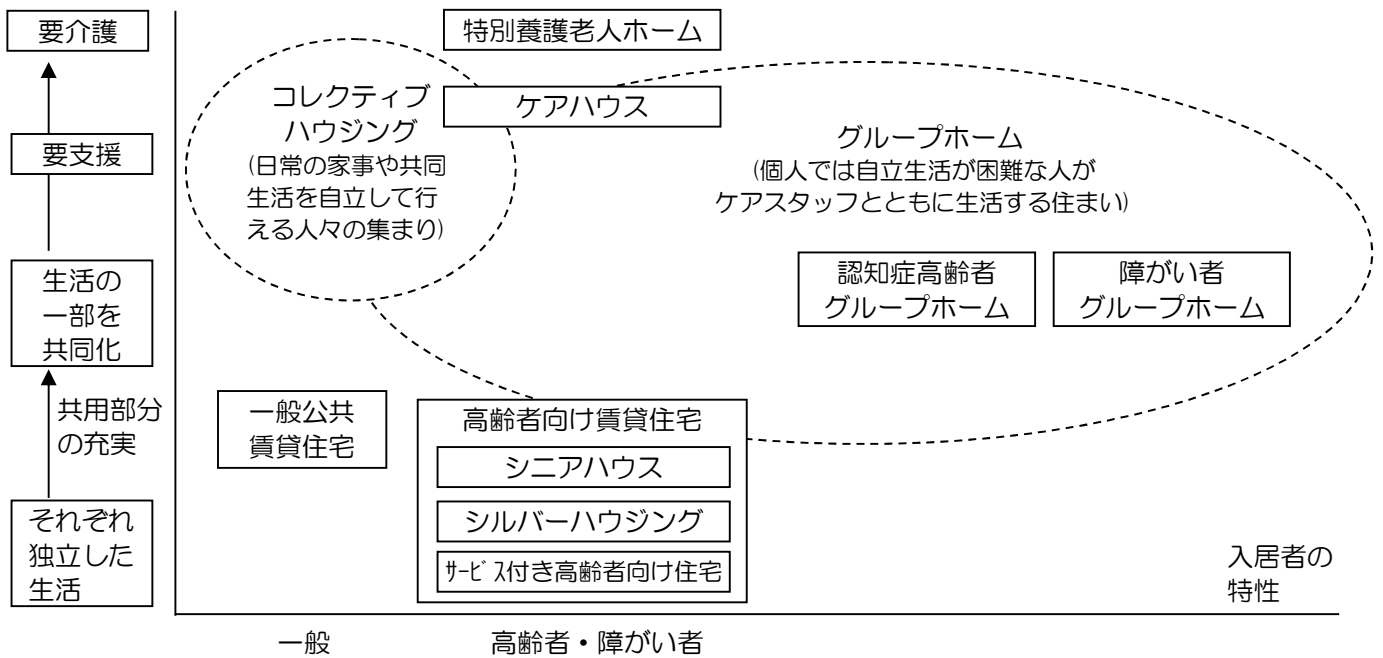 要介護
要支援
生活の
一部を
共同化
共用部分
の充実
それぞれ
独立した
生活
特別養護老人ホーム
ケアハウス
コレクティブ
ハウジング
(日常の家事や共同
生活を自立して行
える人々の集まり)
グループホーム
(個人では自立生活が困難な人が
ケアスタッフとともに生活する住まい)
認知症高齢者
グループホーム
障がい者
グループホーム
一般公共
賃貸住宅
高齢者向け賃貸住宅
シニアハウス
シルバーハウジング
ｻｰﾋﾞｽ付き高齢者向け住宅
入居者の
特性
一般
高齢者・障がい者